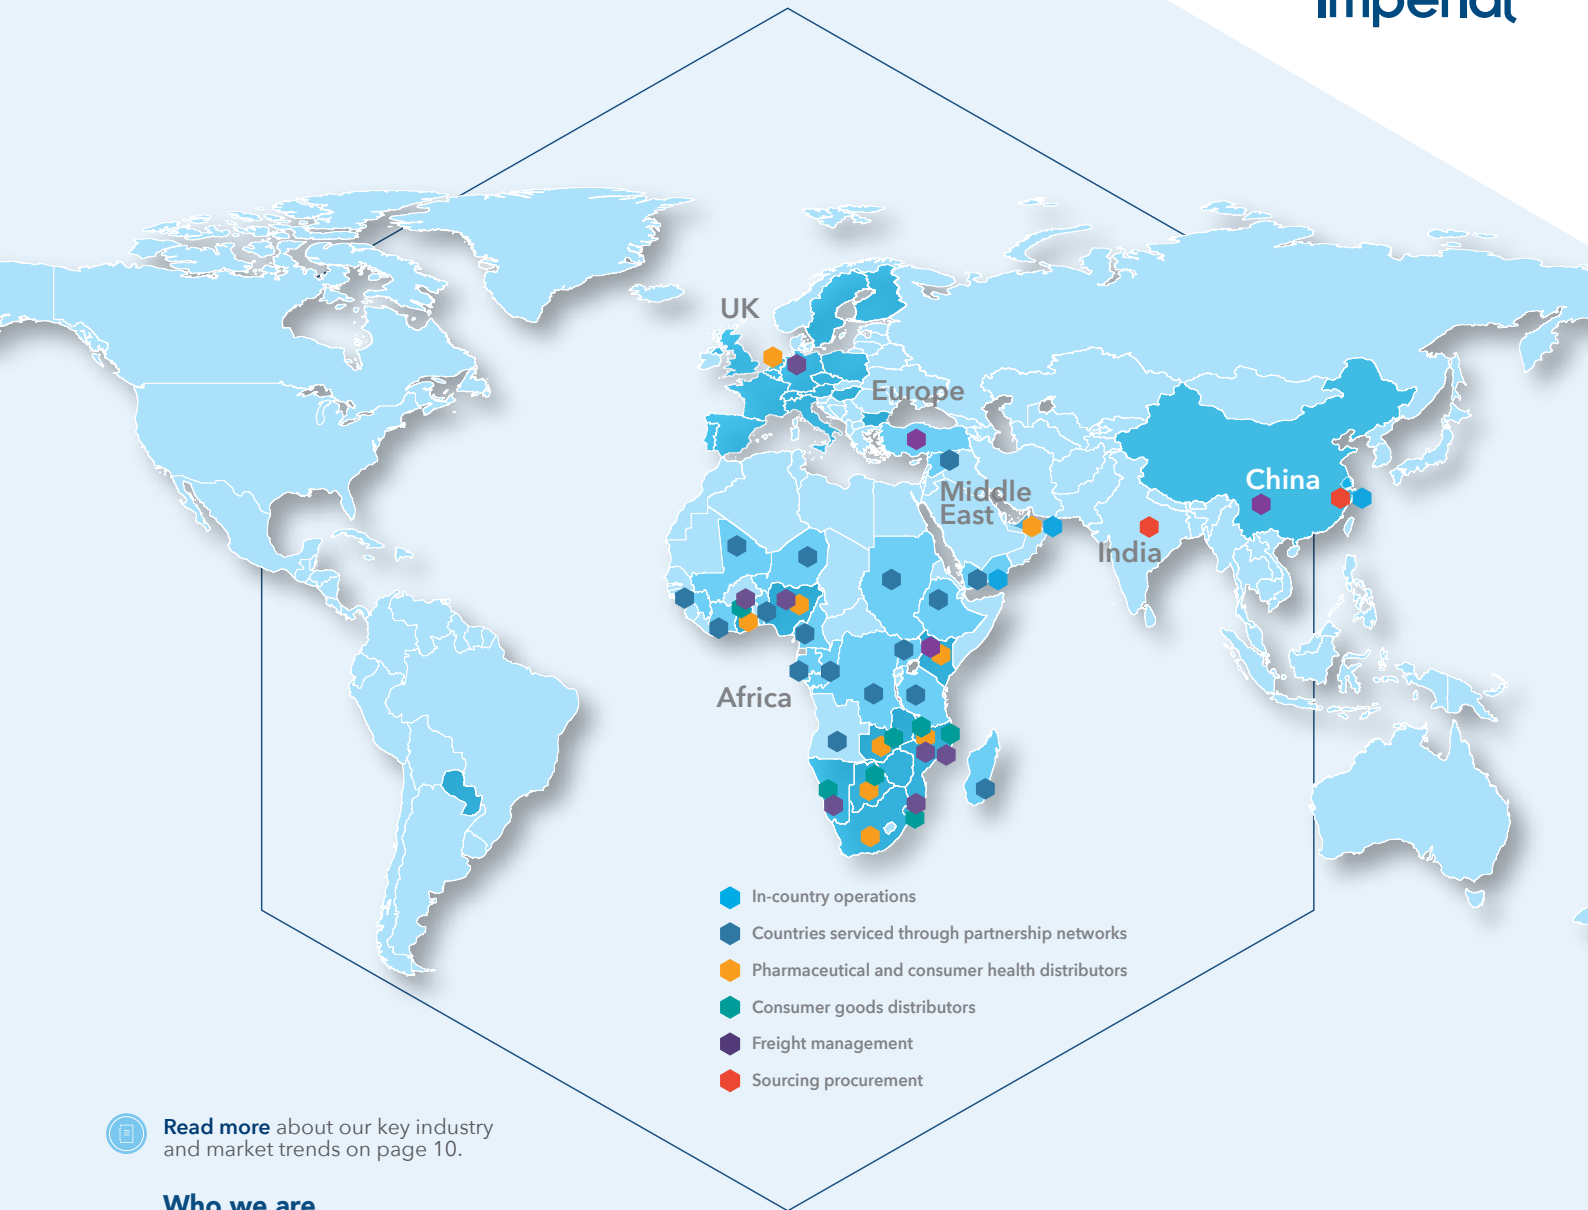 imperial
UK
Europe
China
Middle
East
India
Africa
In-country operations
Countries serviced through partnership networks
Pharmaceutical and consumer health distributors
Consumer goods distributors
Freight management
Sourcing procurement
Read more about our key industry
and market trends on page 10.
Who we are